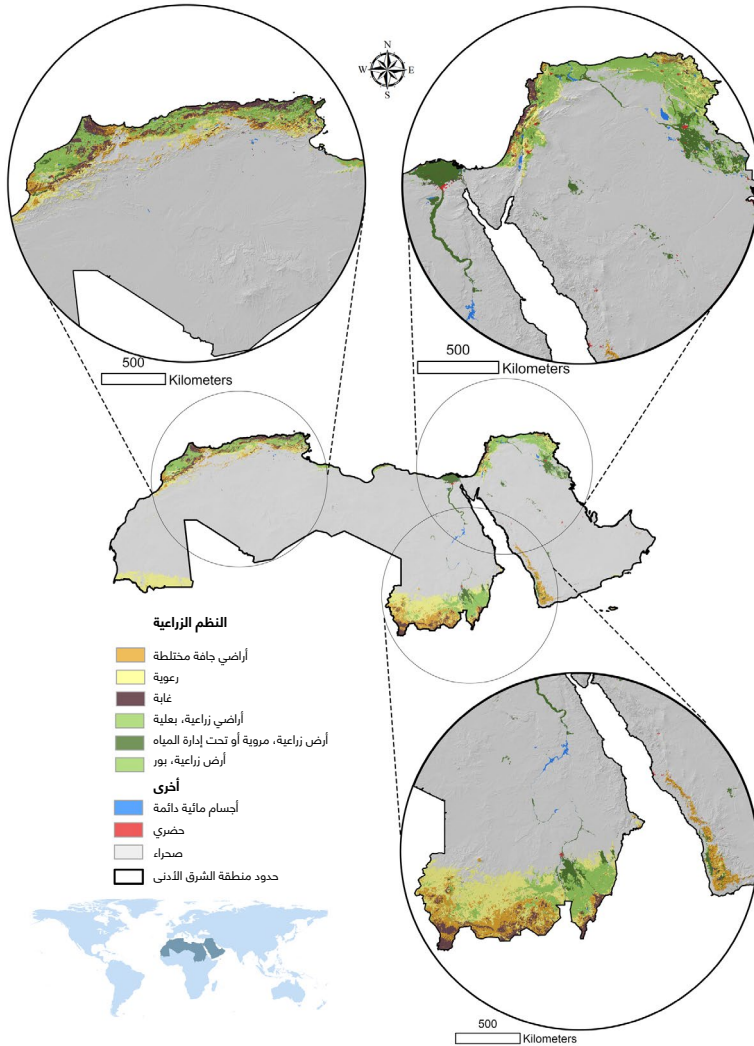 N
W E
S
500
Kilometers
500
Kilometers
النظم الزراعية
أراضي جافة مختلطة
رعوية
غابة
أراضي زراعية، بعلية
أرض زراعية، مروية أو تحت إدارة المياه
أرض زراعية، بور
أخرى
أجسام مائية دائمة
حضري
صحراء
حدود منطقة الشرق الأدنى
500
Kilometers